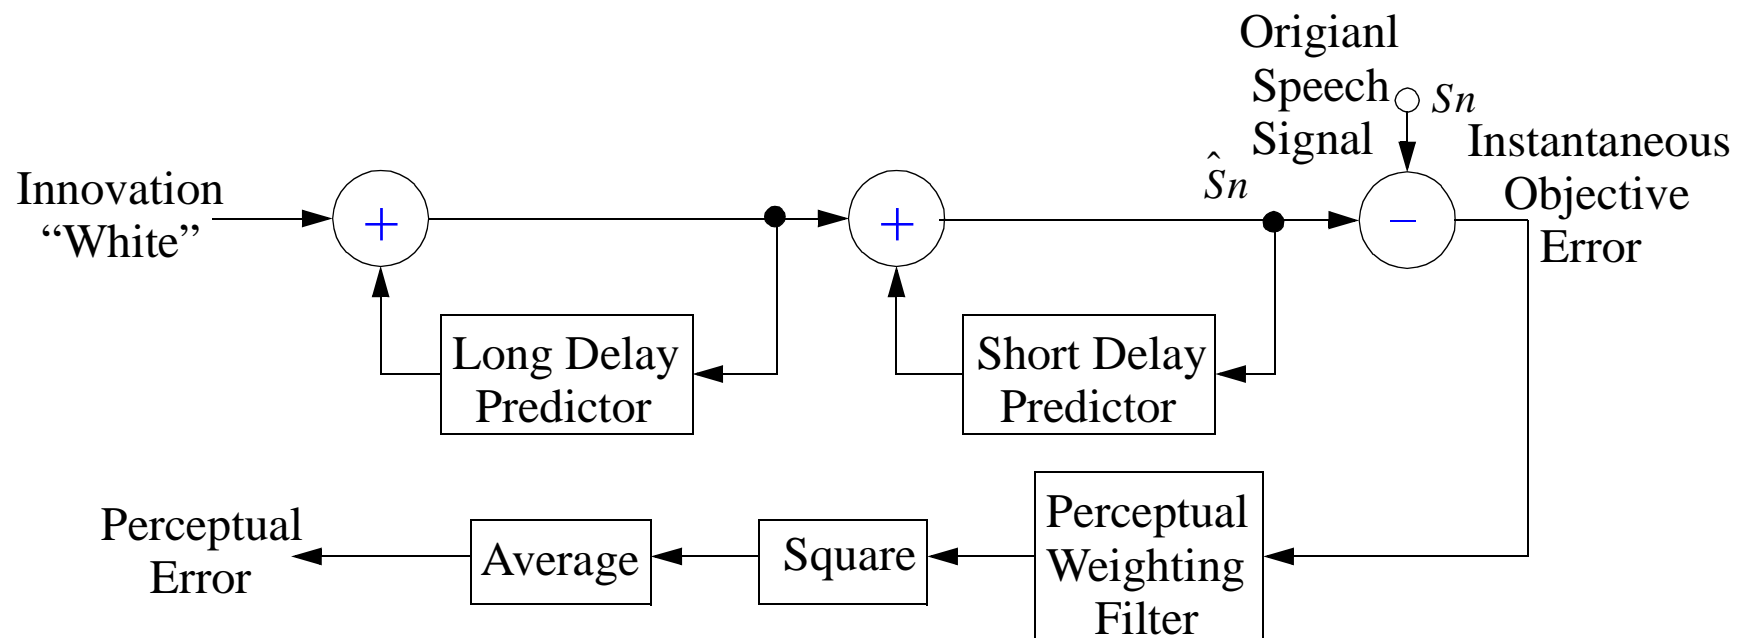 Origianl
Speech
Signal
Sn
Instantaneous
Objective
Error
Innovation
“White”
+
+
Ŝn
−
Long Delay
Predictor
Short Delay
Predictor
Perceptual
Weighting
Filter
Square
Average
Perceptual
Error